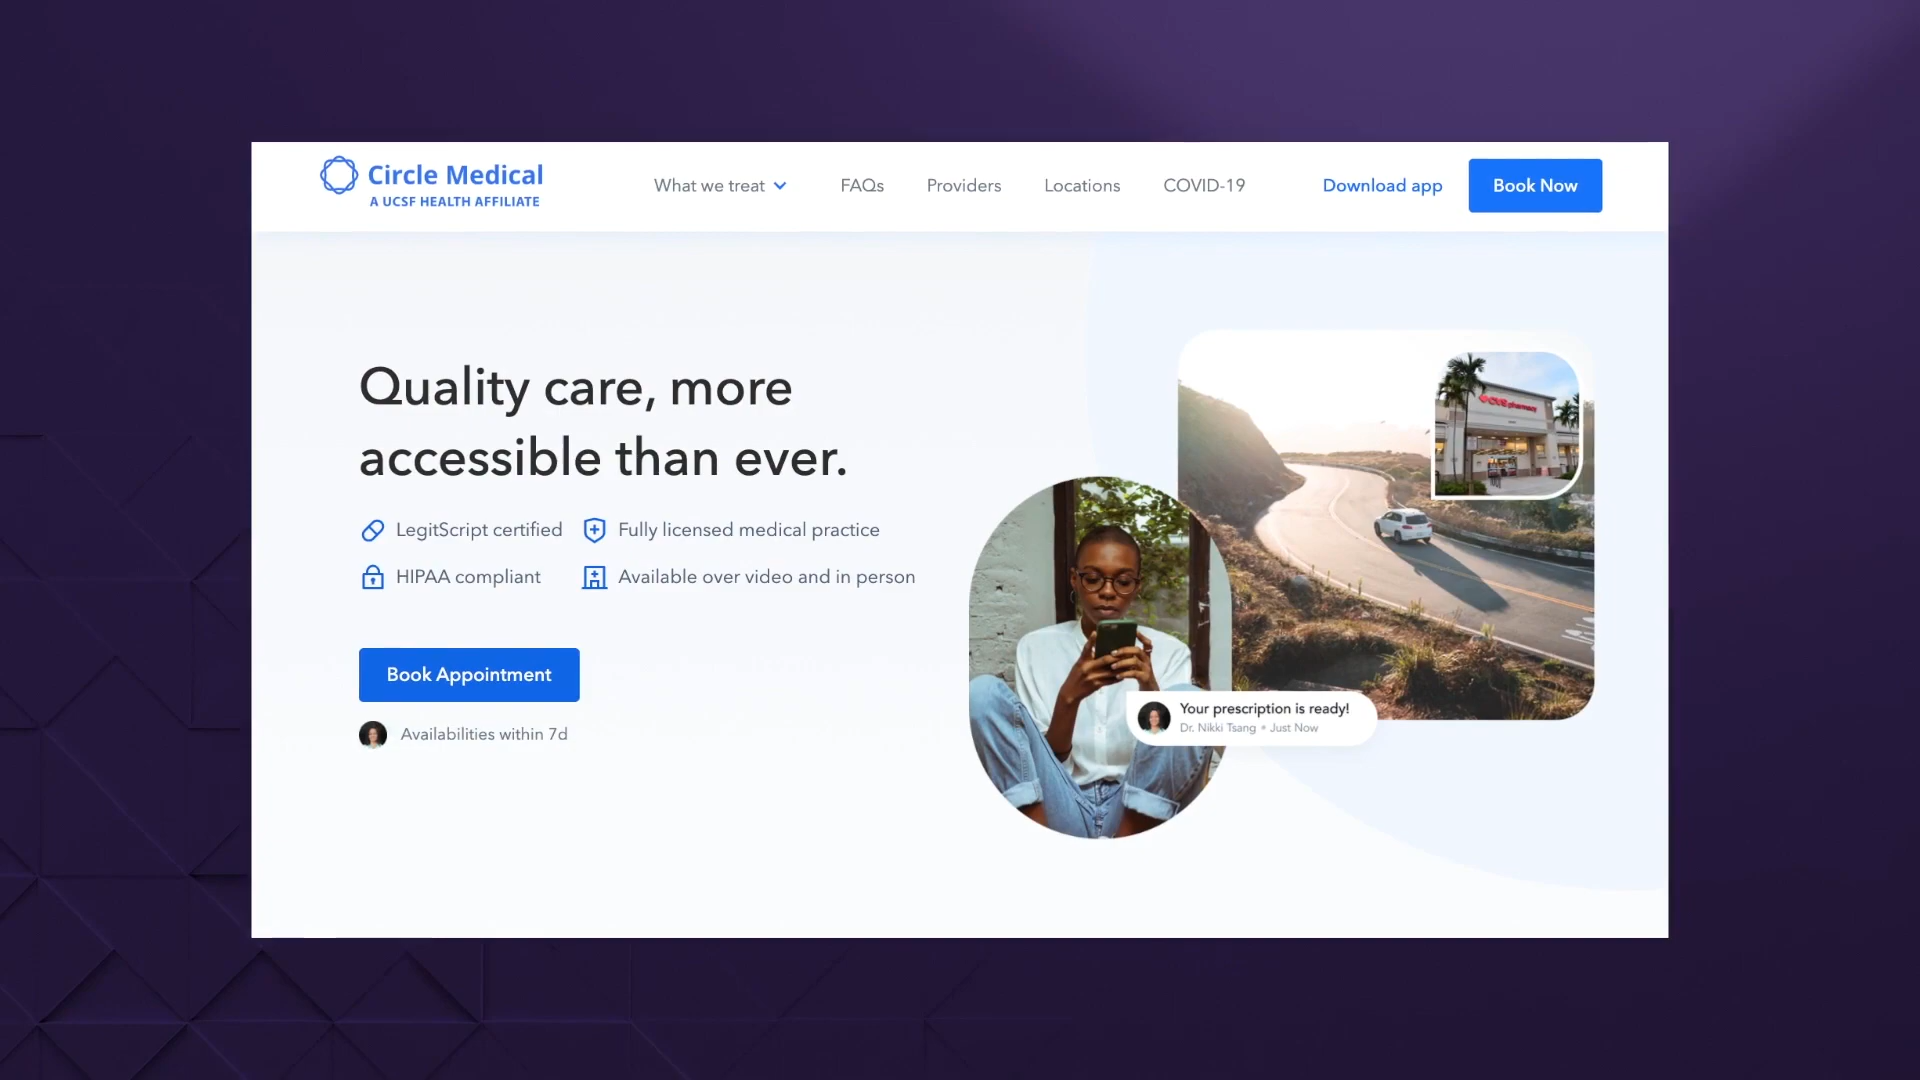 Circle Medical
A UCSF HEALTH AFFILIATE
What we treat
FAQs
Providers
Locations
COVID-19
Download app
Book Now
Quality care, more
accessible than ever.
LegitScript certified
Fully licensed medical practice
HIPAA compliant
Available over video and in person
Book Appointment
Availabilities within 7d
CVS pharmacy
Your prescription is ready!
Dr. Nikki Tsang • Just Now